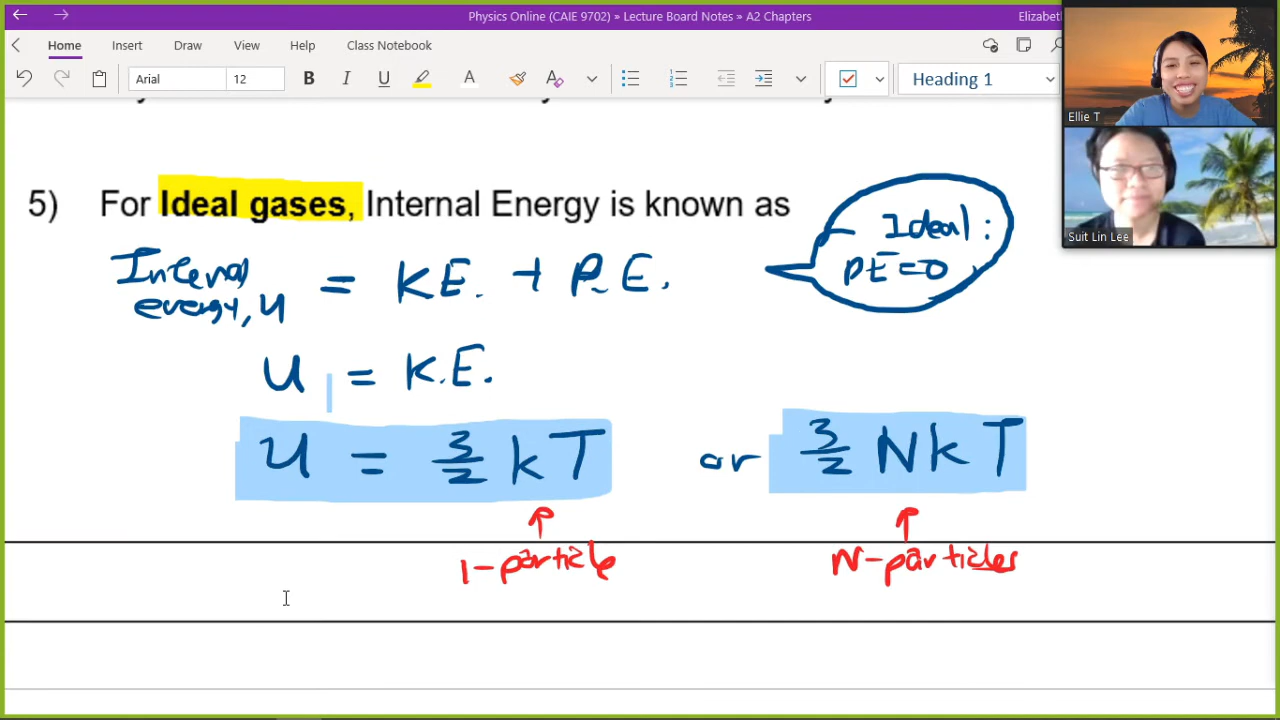 Physics Online (CAIE 9702) » Lecture Board Notes » A2 Chapters
Elizabeth
Home Insert Draw View Help Class Notebook
Arial 12 B I U A Heading 1
Ellie T
Suit Lin Lee
5) For Ideal gases, Internal Energy is known as
Ideal :
PE = 0
Internal energy, U = K.E. + P.E.
U = K.E.
U = 3/2 kT or 3/2 NkT
1-particle N-particles